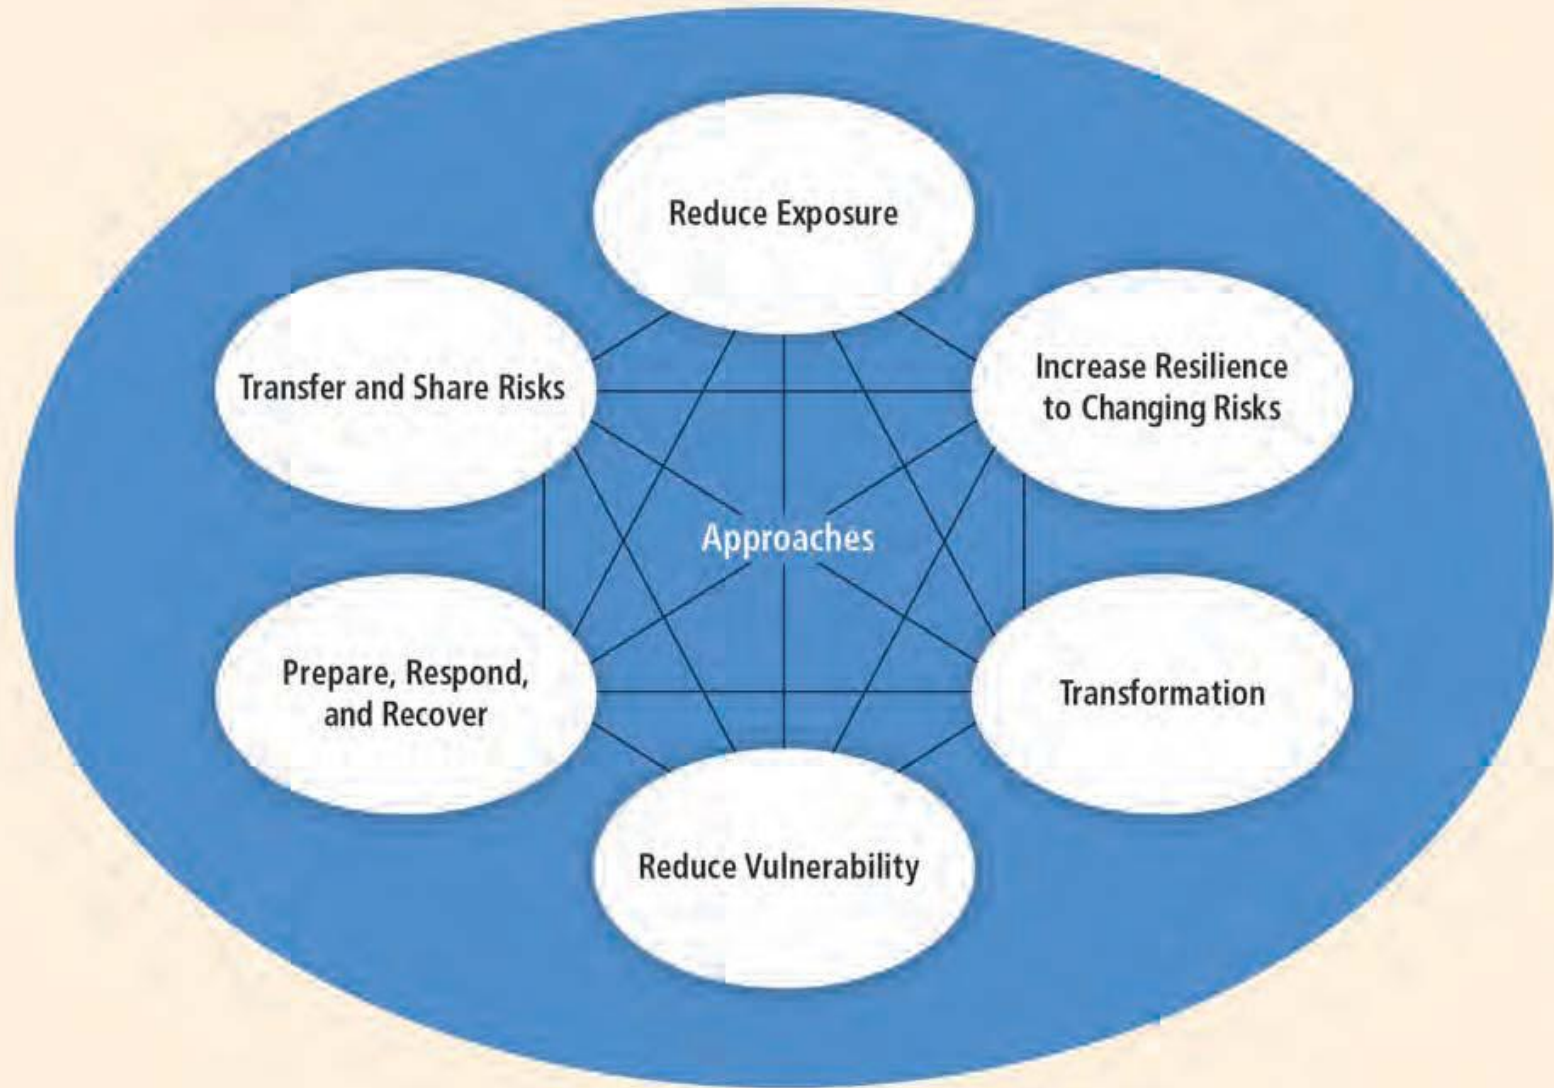 Reduce Exposure
Transfer and Share Risks
Increase Resilience
to Changing Risks
Approaches
Prepare, Respond,
and Recover
Transformation
Reduce Vulnerability